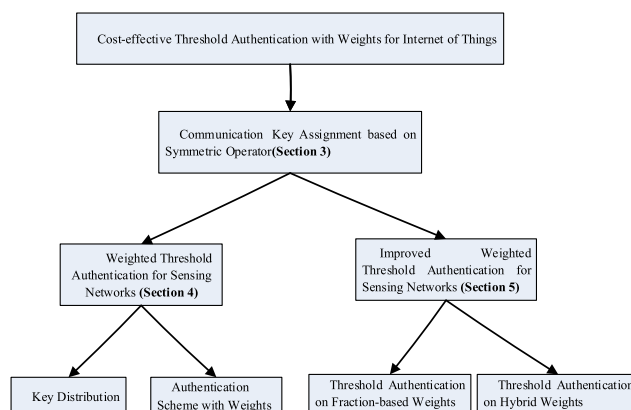 Cost-effective Threshold Authentication with Weights for Internet of Things
Communication Key Assignment based on
Symmetric Operator(Section 3)
Weighted Threshold
Authentication for Sensing
Networks (Section 4)
Improved Weighted
Threshold Authentication for
Sensing Networks (Section 5)
Key Distribution
Authentication
Scheme with Weights
Threshold Authentication
on Fraction-based Weights
Threshold Authentication
on Hybrid Weights